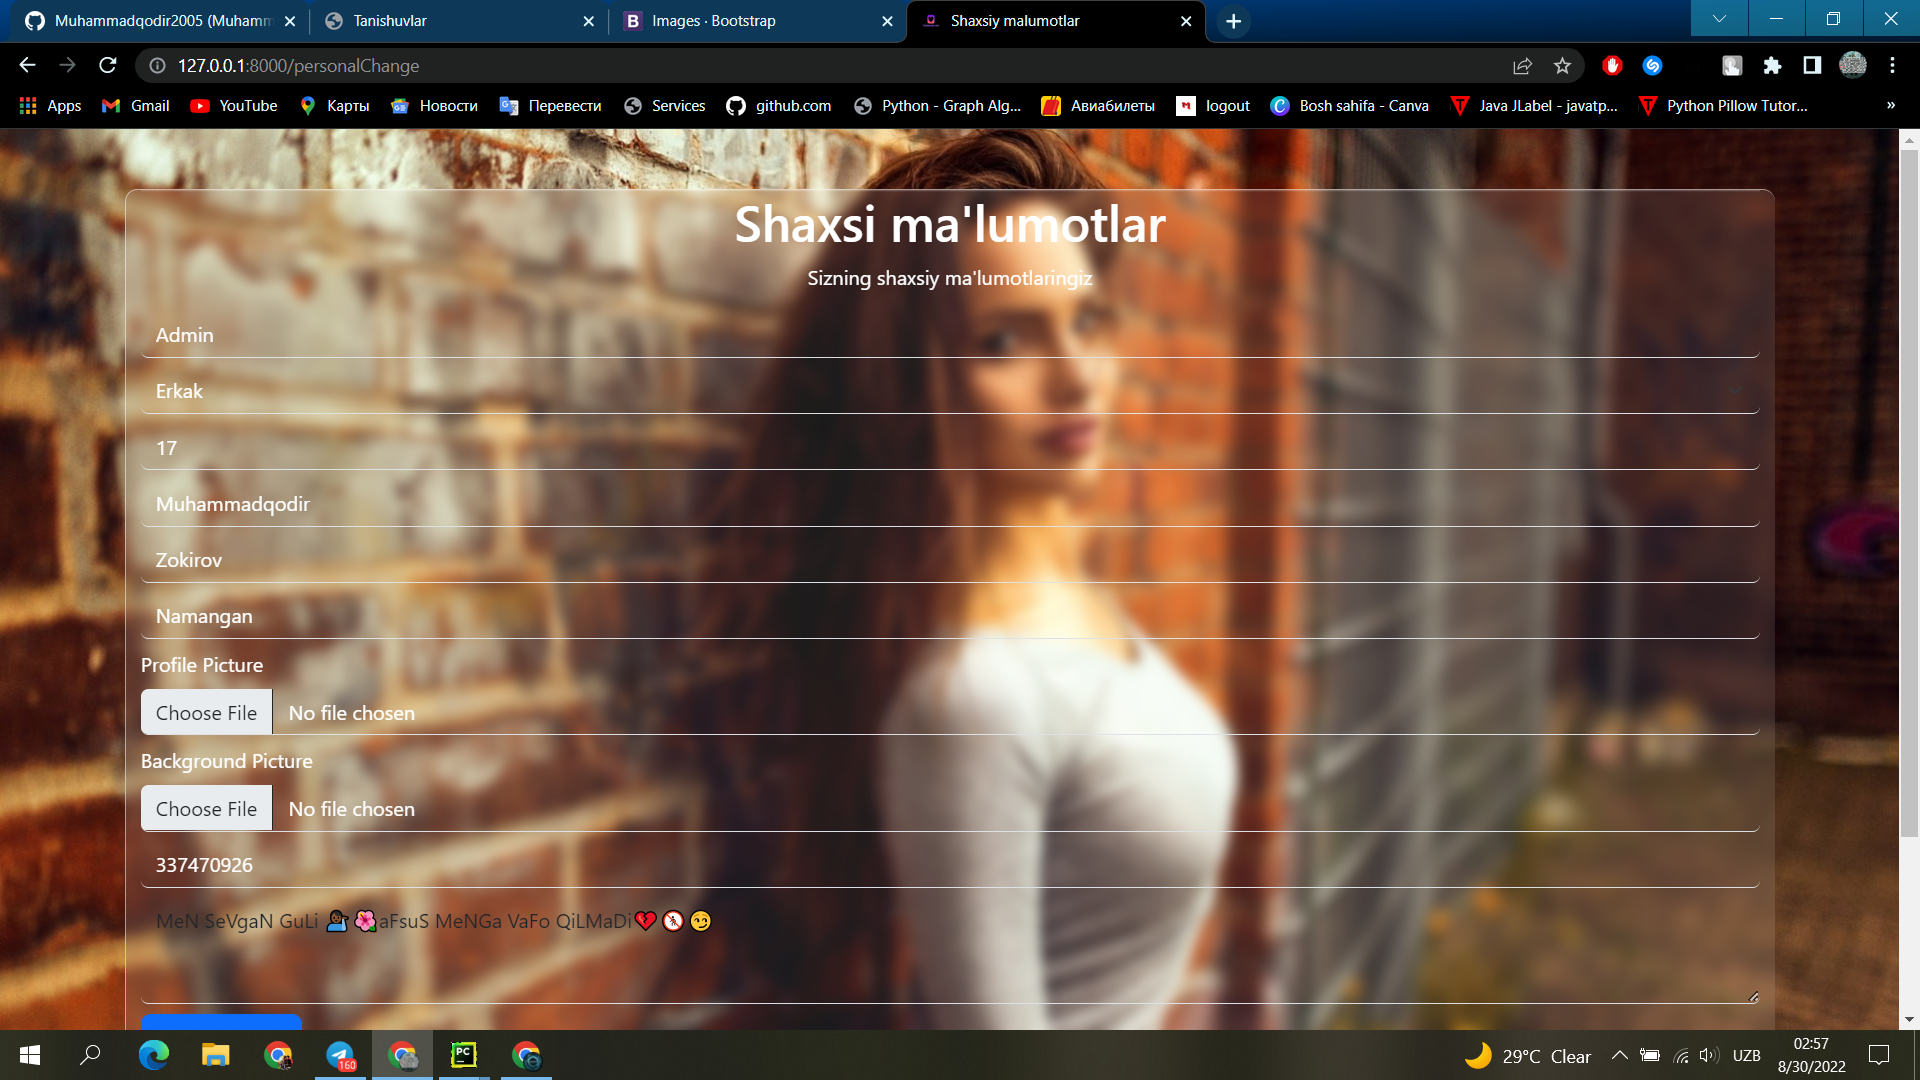 Muhammadqodir2005 (Muhamm
Tanishuvlar
Images · Bootstrap
Shaxsiy malumotlar
127.0.0.1:8000/personalChange
Apps
Gmail
YouTube
Карты
Новости
Перевести
Services
github.com
Python - Graph Alg...
Авиабилеты
logout
Bosh sahifa - Canva
Java JLabel - javatp...
Python Pillow Tutor...
»
Shaxsi ma'lumotlar
Sizning shaxsiy ma'lumotlaringiz
Admin
Erkak
17
Muhammadqodir
Zokirov
Namangan
Profile Picture
Choose File No file chosen
Background Picture
Choose File No file chosen
337470926
MeN SeVgaN GuLi 💁🏾‍♂️🌺aFsuS MeNGa VaFo QiLMaDi💔🚷😏
160
PC
29°C Clear
UZB
02:57
8/30/2022